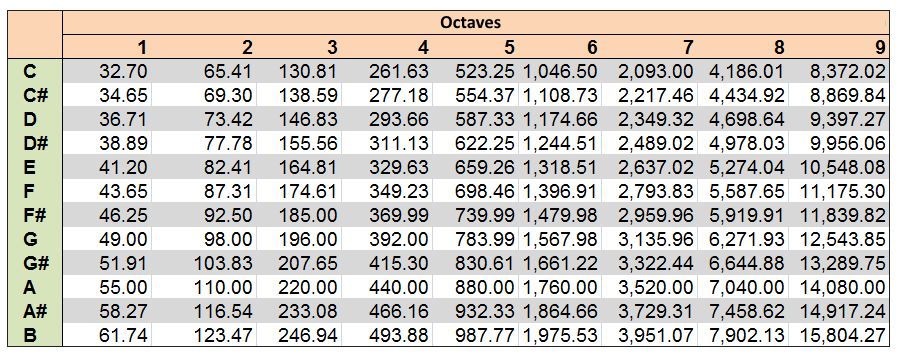 Octaves
1 2 3 4 5 6 7 8 9
C 32.70 65.41 130.81 261.63 523.25 1,046.50 2,093.00 4,186.01 8,372.02
C# 34.65 69.30 138.59 277.18 554.37 1,108.73 2,217.46 4,434.92 8,869.84
D 36.71 73.42 146.83 293.66 587.33 1,174.66 2,349.32 4,698.64 9,397.27
D# 38.89 77.78 155.56 311.13 622.25 1,244.51 2,489.02 4,978.03 9,956.06
E 41.20 82.41 164.81 329.63 659.26 1,318.51 2,637.02 5,274.04 10,548.08
F 43.65 87.31 174.61 349.23 698.46 1,396.91 2,793.83 5,587.65 11,175.30
F# 46.25 92.50 185.00 369.99 739.99 1,479.98 2,959.96 5,919.91 11,839.82
G 49.00 98.00 196.00 392.00 783.99 1,567.98 3,135.96 6,271.93 12,543.85
G# 51.91 103.83 207.65 415.30 830.61 1,661.22 3,322.44 6,644.88 13,289.75
A 55.00 110.00 220.00 440.00 880.00 1,760.00 3,520.00 7,040.00 14,080.00
A# 58.27 116.54 233.08 466.16 932.33 1,864.66 3,729.31 7,458.62 14,917.24
B 61.74 123.47 246.94 493.88 987.77 1,975.53 3,951.07 7,902.13 15,804.27